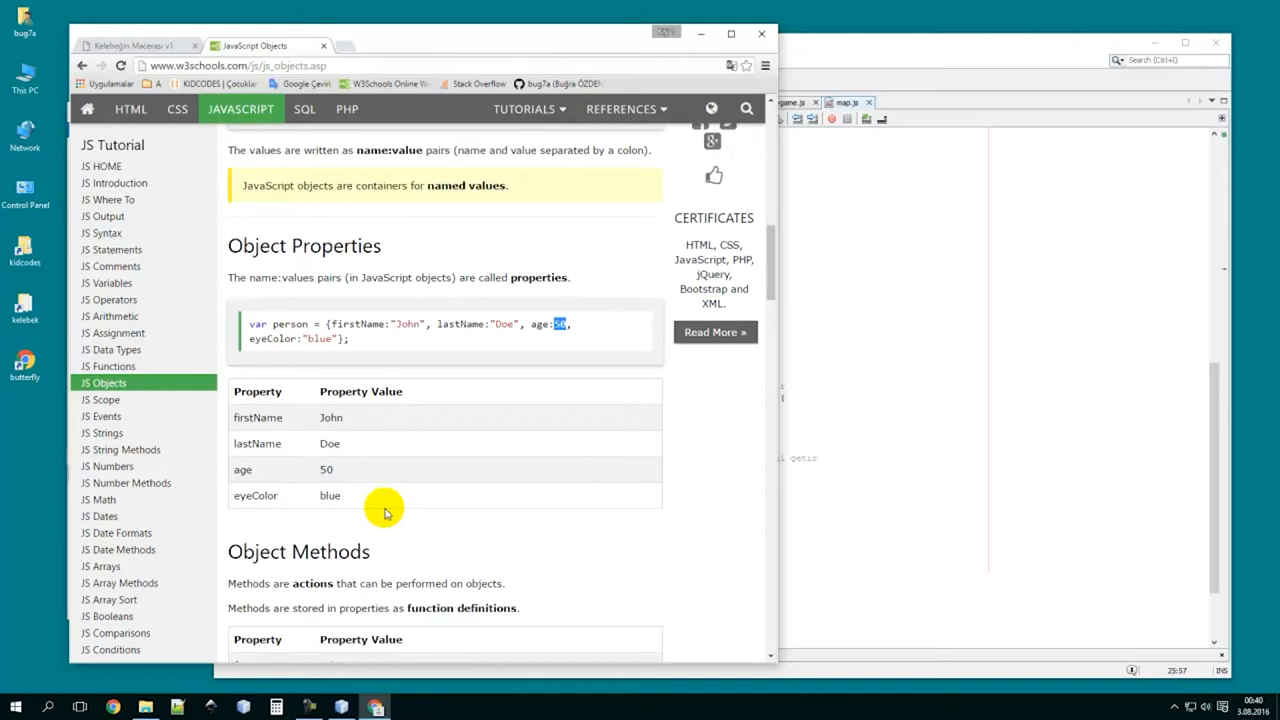 bug7a
This PC
Network
Control Panel
kidcodes
kelebek
butterfly
Kelebeğin Macerası v1
JavaScript Objects
www.w3schools.com/js/js_objects.asp
Uygulamalar
A
KIDCODES | Çocuklar
Google Çeviri
W3Schools Online We
Stack Overflow
bug7a (Buğra ÖZDEN
HTML
CSS
JAVASCRIPT
SQL
PHP
TUTORIALS
REFERENCES
JS Tutorial
JS HOME
JS Introduction
JS Where To
JS Output
JS Syntax
JS Statements
JS Comments
JS Variables
JS Operators
JS Arithmetic
JS Assignment
JS Data Types
JS Functions
JS Objects
JS Scope
JS Events
JS Strings
JS String Methods
JS Numbers
JS Number Methods
JS Math
JS Dates
JS Date Formats
JS Date Methods
JS Arrays
JS Array Methods
JS Array Sort
JS Booleans
JS Comparisons
JS Conditions
The values are written as name:value pairs (name and value separated by a colon).
JavaScript objects are containers for named values.
Object Properties
The name:values pairs (in JavaScript objects) are called properties.
var person = {firstName:"John", lastName:"Doe", age:50,
eyeColor:"blue"};
Property Property Value
firstName John
lastName Doe
age 50
eyeColor blue
Object Methods
Methods are actions that can be performed on objects.
Methods are stored in properties as function definitions.
Property Property Value
CERTIFICATES
HTML, CSS,
JavaScript, PHP,
jQuery,
Bootstrap and
XML.
Read More »
Search (Ctrl+I)
game.js
map.js
{
getir
25:57
INS
00:40
3.08.2016